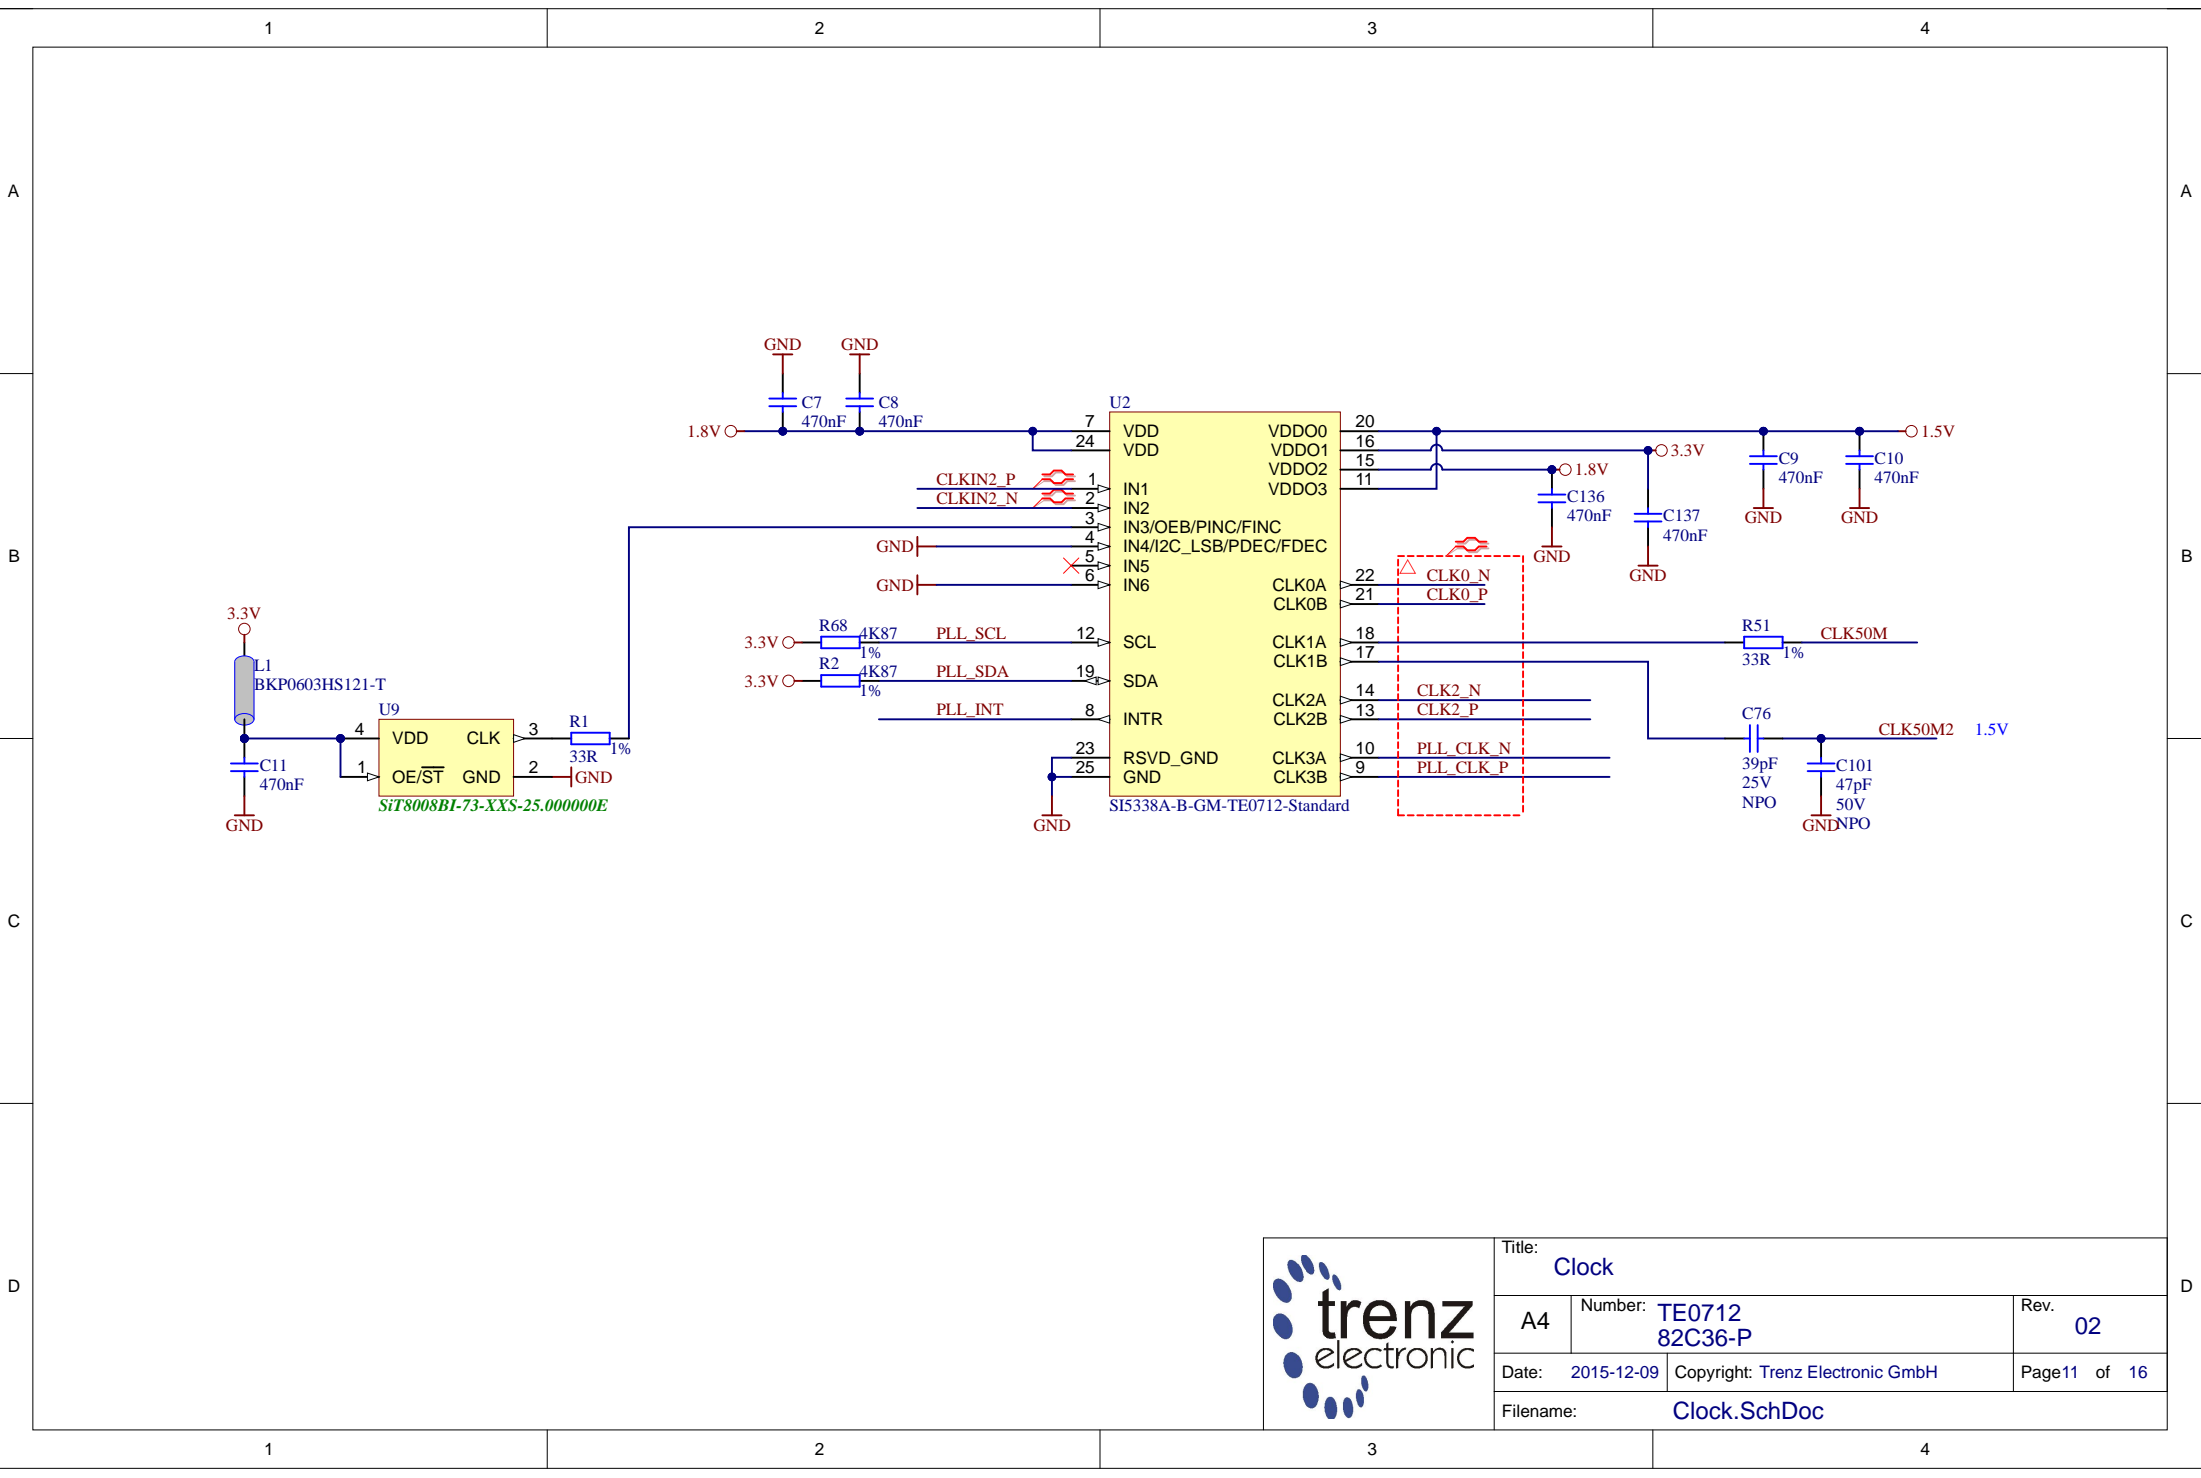 1 2 3 4
A A
B B
C C
D D
GND GND
C7
470nF
C8
470nF
1.8V
U2
7 VDD
24 VDD
CLKIN2_P 1 IN1
CLKIN2_N 2 IN2
3 IN3/OEB/PINC/FINC
GND 4 IN4/I2C_LSB/PDEC/FDEC
5 IN5
GND 6 IN6
3.3V R68 4K87 1% PLL_SCL 12 SCL
3.3V R2 4K87 1% PLL_SDA 19 SDA
PLL_INT 8 INTR
23 RSVD_GND
25 GND
GND
VDDO0 20
VDDO1 16
VDDO2 15
VDDO3 11
CLK0A 22 CLK0_N
CLK0B 21 CLK0_P
CLK1A 18
CLK1B 17
CLK2A 14 CLK2_N
CLK2B 13 CLK2_P
CLK3A 10 PLL_CLK_N
CLK3B 9 PLL_CLK_P
SI5338A-B-GM-TE0712-Standard
1.5V
3.3V
1.8V
C9
470nF
GND
C10
470nF
GND
C136
470nF
GND
C137
470nF
GND
R51
33R 1%
CLK50M
C76
39pF
25V
NPO
CLK50M2 1.5V
C101
47pF
50V
NPO
GND
3.3V
L1
BKP0603HS121-T
C11
470nF
GND
U9
4 VDD CLK 3
1 OE/ST GND 2
GND
SiT8008BI-73-XXS-25.000000E
R1
33R 1%
trenz
electronic
Title:
Clock
A4
Number: TE0712
82C36-P
Rev.
02
Date: 2015-12-09 Copyright: Trenz Electronic GmbH Page11 of 16
Filename: Clock.SchDoc
1 2 3 4